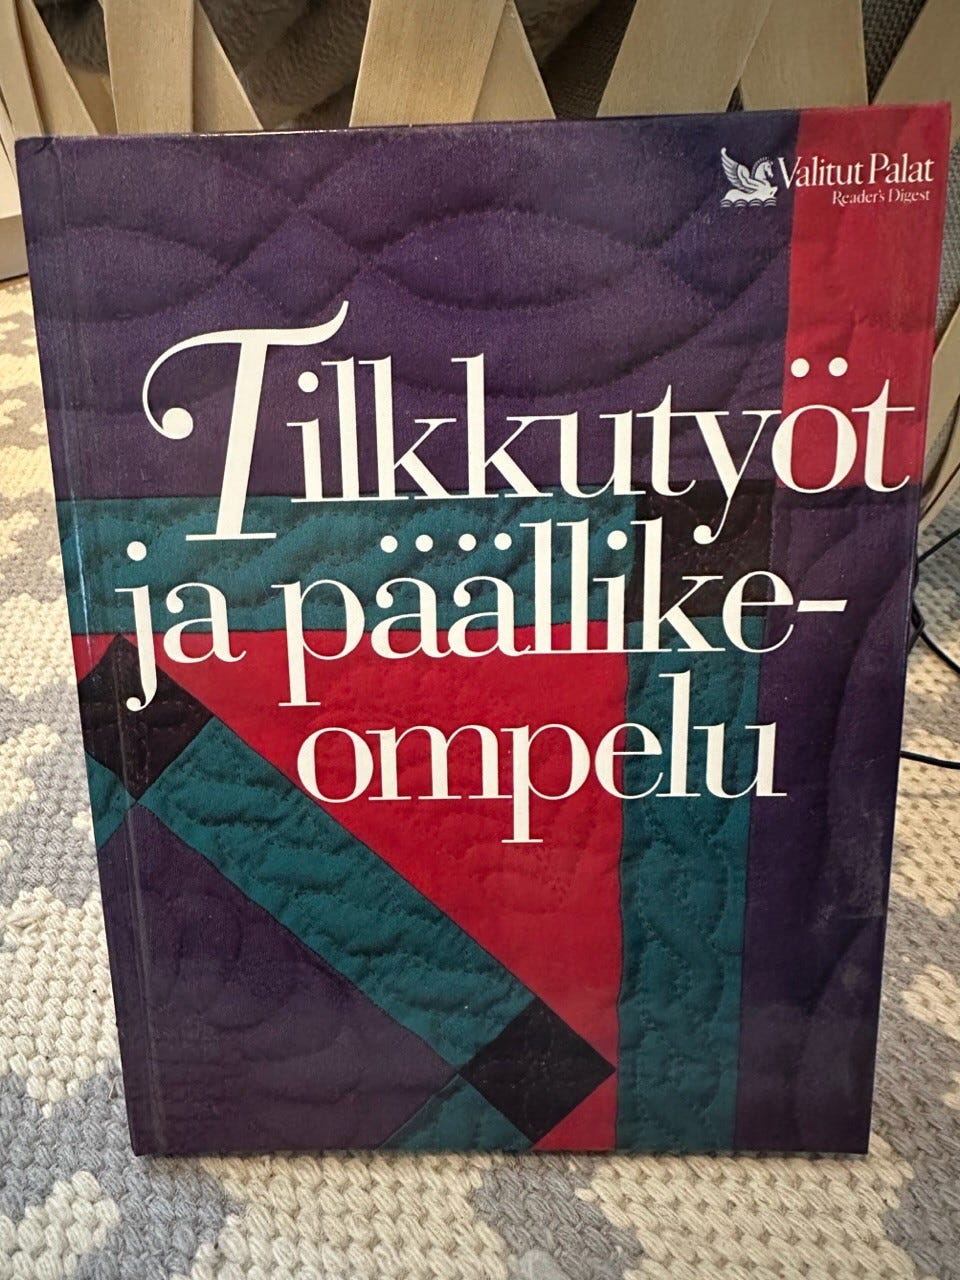 Valitut Palat
Reader's Digest
Tilkkutyöt
ja päällike-
ompelu